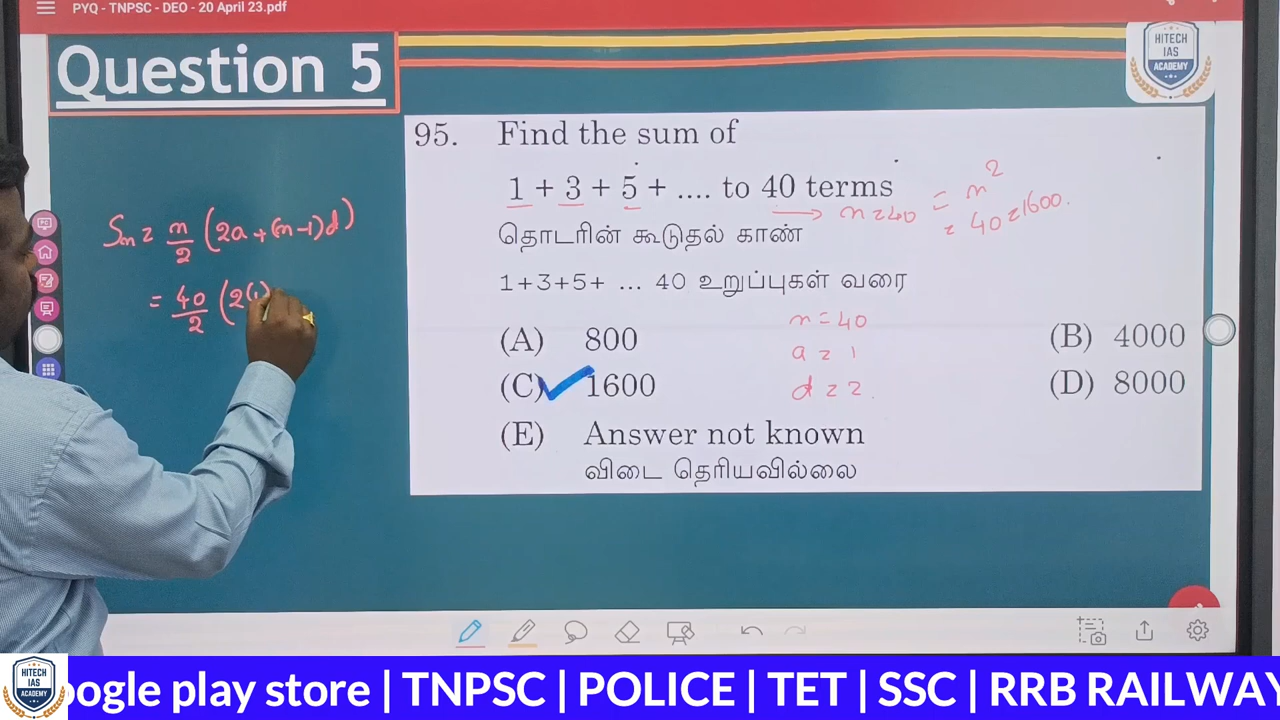 PYQ - TNPSC - DEO - 20 April 23.pdf
Question 5
HITECH
IAS
ACADEMY
95. Find the sum of
1 + 3 + 5 + .... to 40 terms
n = 40
= n²
= 40 = 1600.
தொடரின் கூடுதல் காண்
1+3+5+ ... 40 உறுப்புகள் வரை
Sn = n/2 (2a + (n-1)d)
= 40/2 (2(1)
n = 40
a = 1
d = 2.
(A) 800
(B) 4000
(C) 1600
(D) 8000
(E) Answer not known
விடை தெரியவில்லை
HITECH
IAS
ACADEMY
oogle play store | TNPSC | POLICE | TET | SSC | RRB RAILWAY